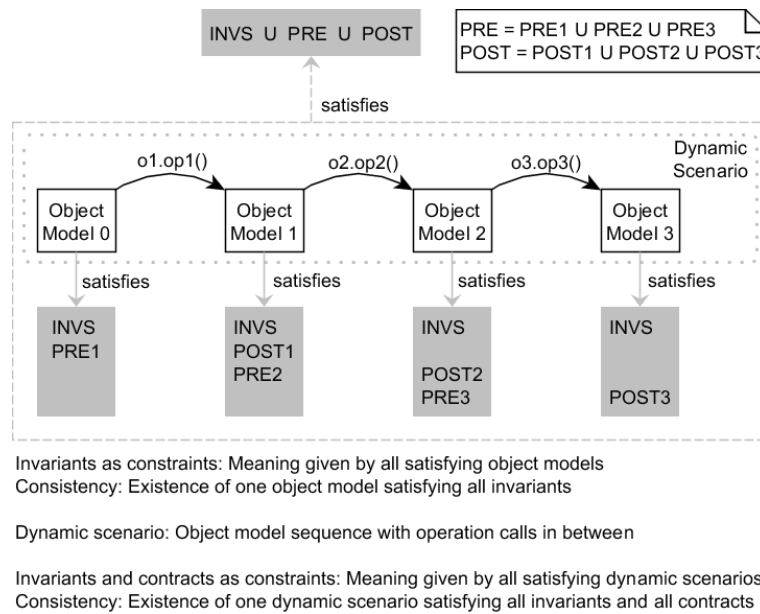 INVS U PRE U POST
PRE = PRE1 U PRE2 U PRE3
POST = POST1 U POST2 U POST3
satisfies
Dynamic
Scenario
o1.op1()
o2.op2()
o3.op3()
Object
Model 0
Object
Model 1
Object
Model 2
Object
Model 3
satisfies
satisfies
satisfies
satisfies
INVS
PRE1
INVS
POST1
PRE2
INVS
POST2
PRE3
INVS
POST3
Invariants as constraints: Meaning given by all satisfying object models
Consistency: Existence of one object model satisfying all invariants
Dynamic scenario: Object model sequence with operation calls in between
Invariants and contracts as constraints: Meaning given by all satisfying dynamic scenarios
Consistency: Existence of one dynamic scenario satisfying all invariants and all contracts